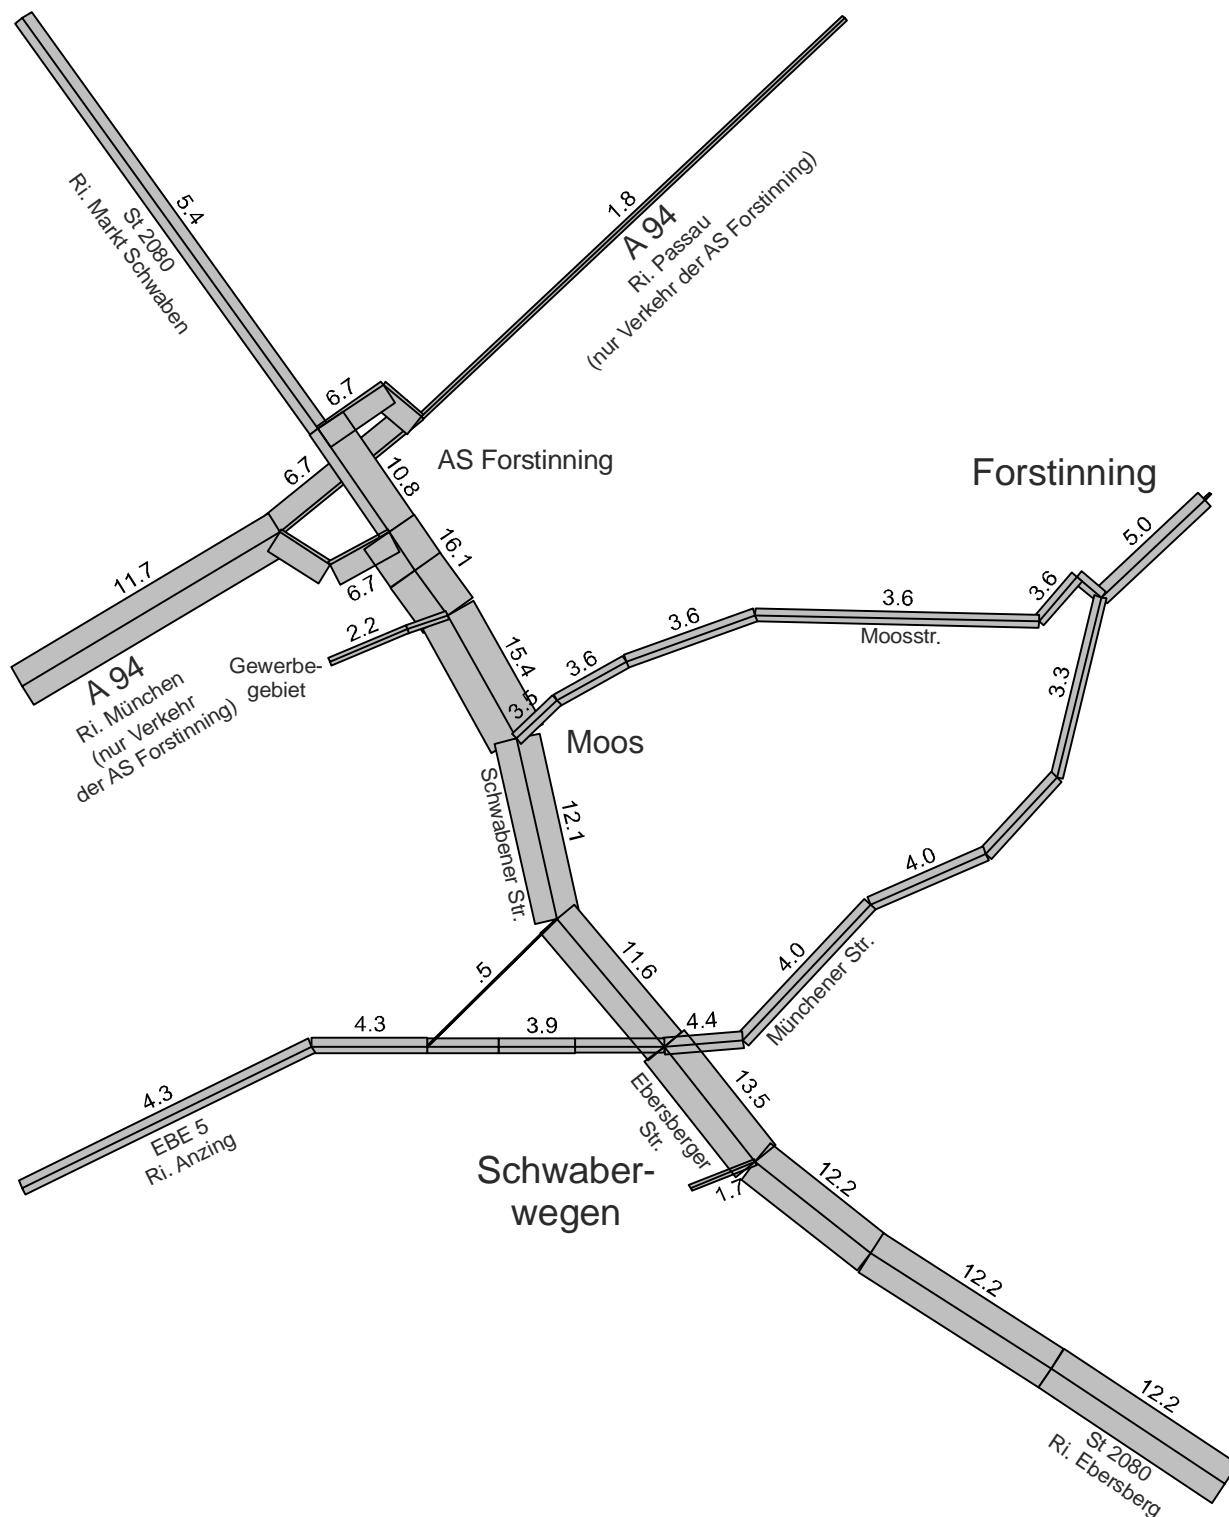 5.4
St 2080
Ri. Markt Schwaben
1.8
A 94
Ri. Passau
(nur Verkehr der AS Forstinning)
6.7
AS Forstinning
6.7
10.8
Forstinning
5.0
16.1
11.7
6.7
3.6
3.6
3.6
Moosstr.
2.2
Gewerbe-
gebiet
15.4
3.6
3.5
3.3
A 94
Ri. München
(nur Verkehr
der AS Forstinning)
Moos
Schwabener Str.
12.1
4.0
11.6
4.0
Münchener Str.
.5
4.3
3.9
4.4
4.3
EBE 5
Ri. Anzing
Ebersberger
Str.
13.5
Schwaber-
wegen
1.7
12.2
12.2
12.2
St 2080
Ri. Ebersberg